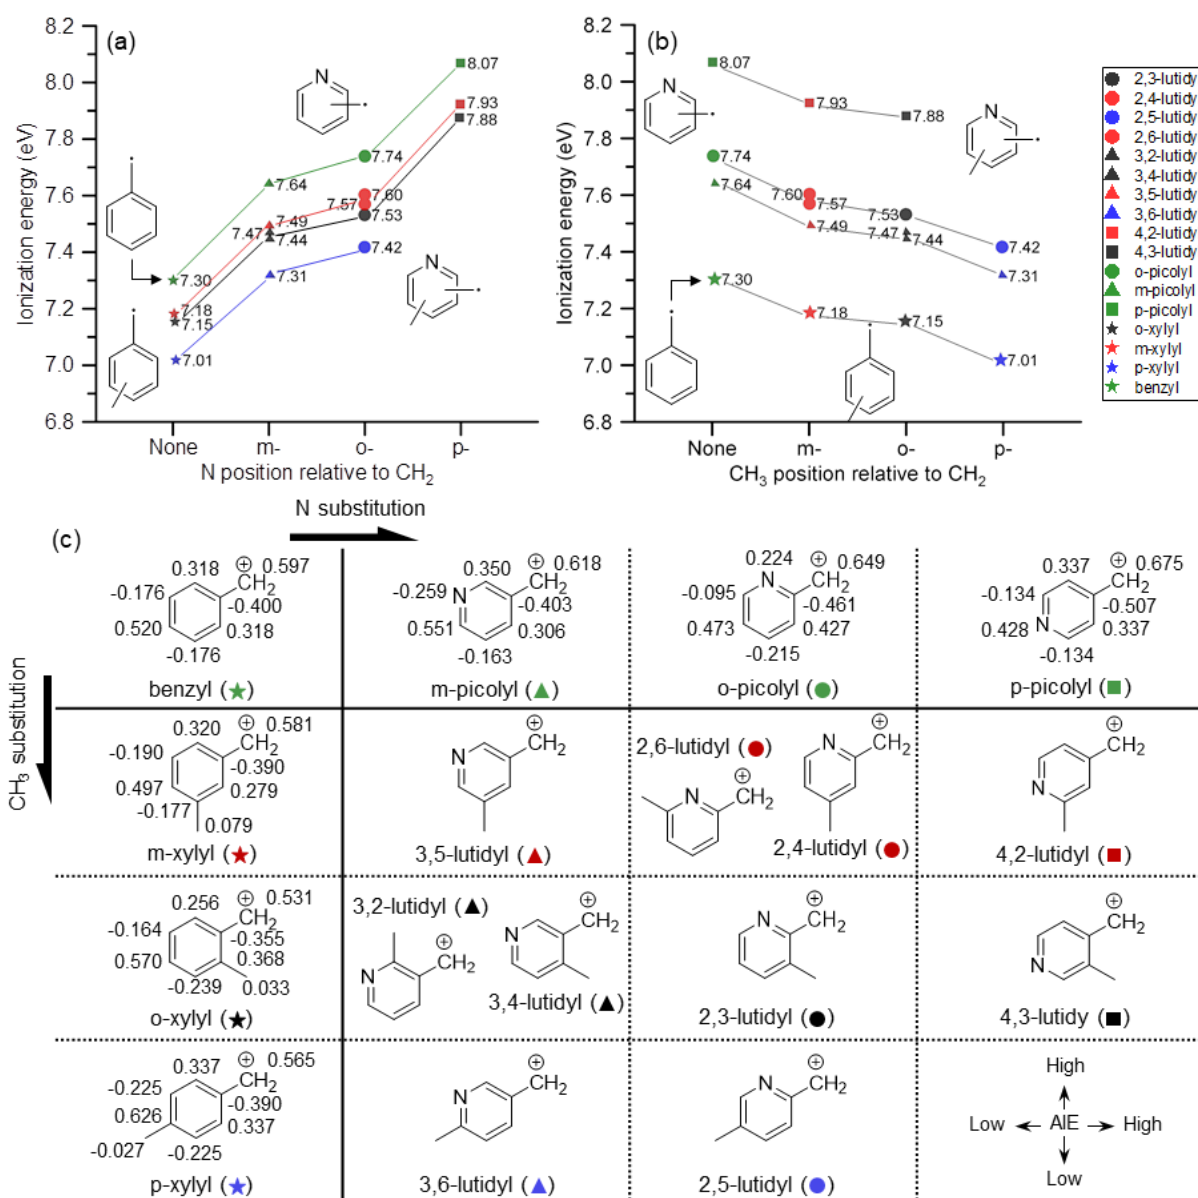 (a)
8.2
8.0
7.8
7.6
7.4
7.2
7.0
6.8
Ionization energy (eV)
N
8.07
7.93
7.88
7.74
7.64
7.60
7.57
7.53
7.49
7.47
7.44
7.42
7.31
7.30
7.18
7.15
7.01
N
None m- o- p-
N position relative to CH2
(b)
8.2
8.0
7.8
7.6
7.4
7.2
7.0
6.8
Ionization energy (eV)
N
N
8.07
7.93
7.88
7.74
7.64
7.60
7.57
7.53
7.49
7.47
7.44
7.42
7.31
7.30
7.18
7.15
7.01
None m- o- p-
CH3 position relative to CH2
2,3-lutidy
2,4-lutidy
2,5-lutidy
2,6-lutidy
3,2-lutidy
3,4-lutidy
3,5-lutidy
3,6-lutidy
4,2-lutidy
4,3-lutidy
o-picolyl
m-picolyl
p-picolyl
o-xylyl
m-xylyl
p-xylyl
benzyl
(c)
N substitution
CH3 substitution
0.318 + 0.597
CH2
-0.176
-0.400
0.520 0.318
-0.176
benzyl (★)
0.350 + 0.618
CH2
-0.259 N
-0.403
0.551 0.306
-0.163
m-picolyl (▲)
0.224 + 0.649
CH2
-0.095 N
-0.461
0.473 0.427
-0.215
o-picolyl (●)
0.337 + 0.675
CH2
-0.134
-0.507
0.428 N 0.337
-0.134
p-picolyl (■)
0.320 + 0.581
CH2
-0.190
-0.390
0.497 0.279
-0.177
0.079
m-xylyl (★)
+
CH2
N
3,5-lutidyl (▲)
2,6-lutidyl (●)
+
CH2
N
+
CH2
N
2,4-lutidyl (●)
+
CH2
N
4,2-lutidyl (■)
0.256 + 0.531
CH2
-0.164
-0.355
0.570 0.368
-0.239 0.033
o-xylyl (★)
3,2-lutidyl (▲)
+
CH2
N
+
CH2
N
3,4-lutidyl (▲)
+
CH2
N
2,3-lutidyl (●)
+
CH2
N
4,3-lutidy (■)
0.337 + 0.565
CH2
-0.225
-0.390
0.626 0.337
-0.027 -0.225
p-xylyl (★)
+
CH2
N
3,6-lutidyl (▲)
+
CH2
N
2,5-lutidyl (●)
High
Low AIE High
Low